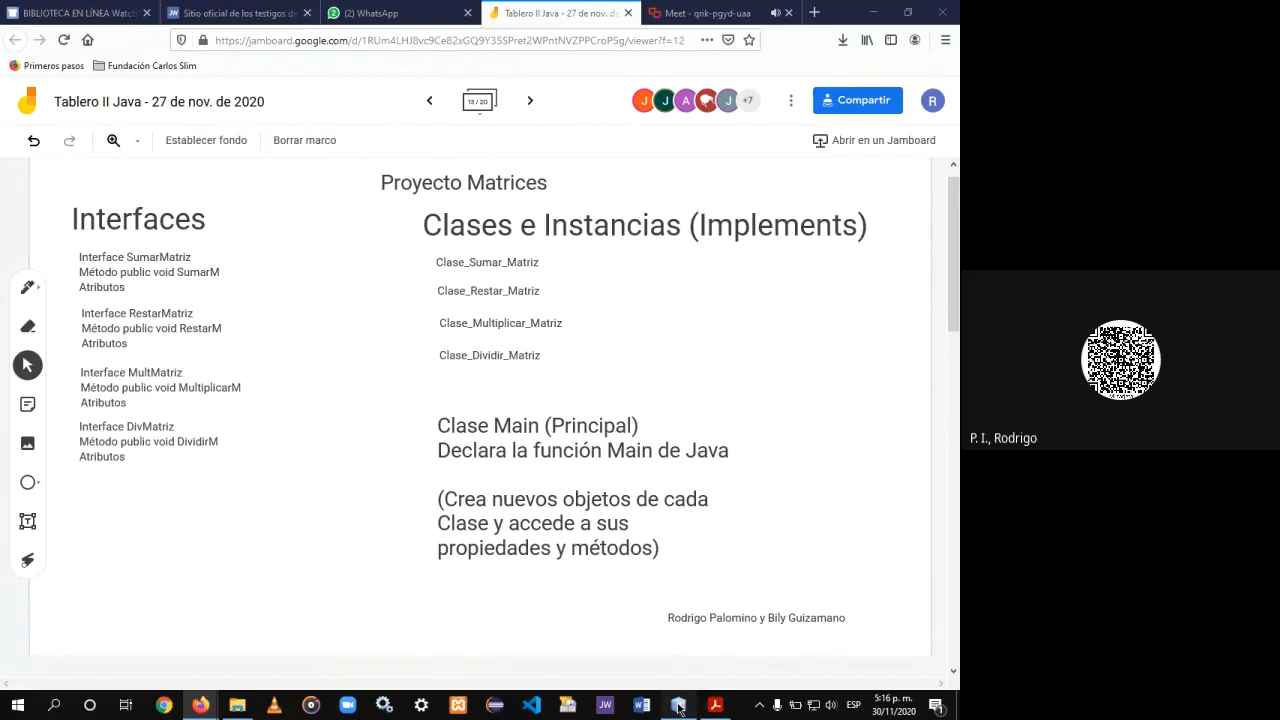 BIBLIOTECA EN LÍNEA Watch
Sitio oficial de los testigos de
(2) WhatsApp
Tablero II Java - 27 de nov. de
Meet - qnk-pgyd-uaa
https://jamboard.google.com/d/1RUm4LHJ8vc9Ce82xGQ9Y35SPret2WPntNVZPPCroP5g/viewer?f=12
Primeros pasos
Fundación Carlos Slim
Tablero II Java - 27 de nov. de 2020
13 / 20
J J A J +7
Compartir
R
Establecer fondo
Borrar marco
Abrir en un Jamboard
Proyecto Matrices
Interfaces
Interface SumarMatriz
Método public void SumarM
Atributos
Interface RestarMatriz
Método public void RestarM
Atributos
Interface MultMatriz
Método public void MultiplicarM
Atributos
Interface DivMatriz
Método public void DividirM
Atributos
Clases e Instancias (Implements)
Clase_Sumar_Matriz
Clase_Restar_Matriz
Clase_Multiplicar_Matriz
Clase_Dividir_Matriz
Clase Main (Principal)
Declara la función Main de Java
(Crea nuevos objetos de cada
Clase y accede a sus
propiedades y métodos)
Rodrigo Palomino y Bily Guizamano
P. I., Rodrigo
JW
ESP
5:16 p. m.
30/11/2020